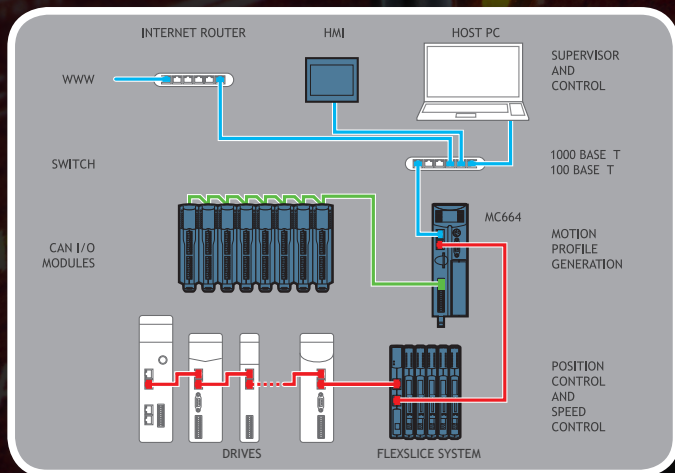 INTERNET ROUTER
HMI
HOST PC
WWW
SUPERVISOR
AND
CONTROL
SWITCH
1000 BASE T
100 BASE T
CAN I/O
MODULES
MC664
MOTION
PROFILE
GENERATION
POSITION
CONTROL
AND
SPEED
CONTROL
DRIVES
FLEXSLICE SYSTEM